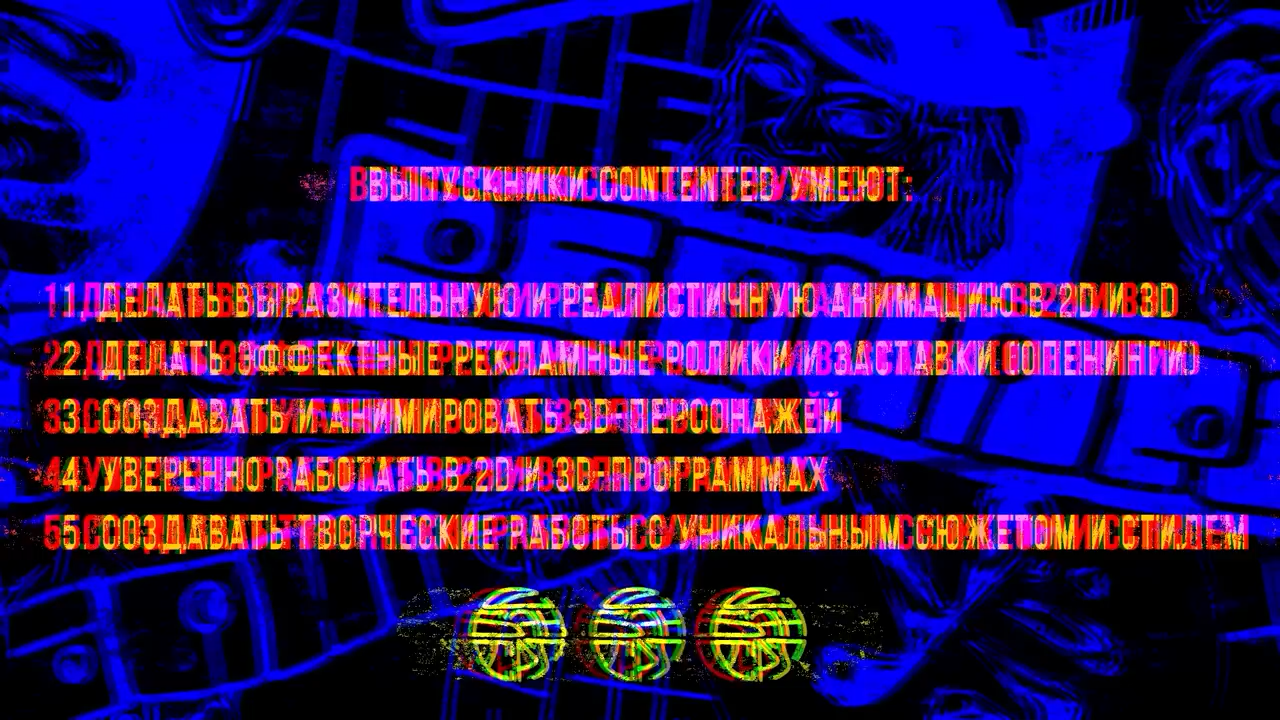 ВЫПУСКНИКИ CONTENTED УМЕЮТ:
1. ДЕЛАТЬ ВЫРАЗИТЕЛЬНУЮ И РЕАЛИСТИЧНУЮ АНИМАЦИЮ В 2D И 3D
2. ДЕЛАТЬ ЭФФЕКТНЫЕ РЕКЛАМНЫЕ РОЛИКИ И ЗАСТАВКИ (ОПЕНИНГИ)
3. СОЗДАВАТЬ И АНИМИРОВАТЬ 3D-ПЕРСОНАЖЕЙ
4. УВЕРЕННО РАБОТАТЬ В 2D И 3D-ПРОГРАММАХ
5. СОЗДАВАТЬ ТВОРЧЕСКИЕ РАБОТЫ С УНИКАЛЬНЫМ СЮЖЕТОМ И СТИЛЕМ